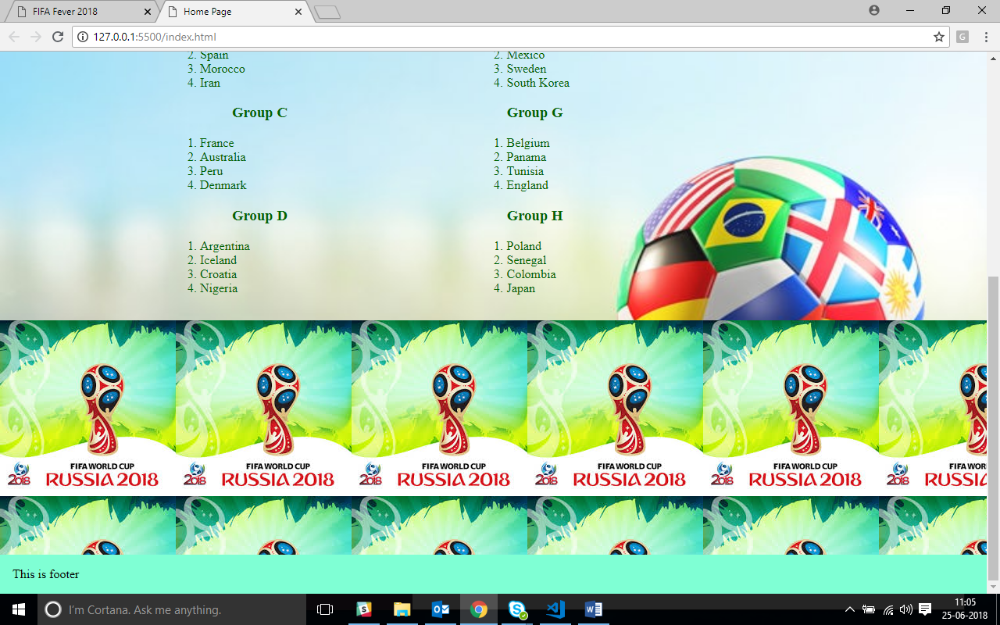 FIFA Fever 2018
Home Page
127.0.0.1:5500/index.html
2. Spain
3. Morocco
4. Iran
Group C
1. France
2. Australia
3. Peru
4. Denmark
Group D
1. Argentina
2. Iceland
3. Croatia
4. Nigeria
2. Mexico
3. Sweden
4. South Korea
Group G
1. Belgium
2. Panama
3. Tunisia
4. England
Group H
1. Poland
2. Senegal
3. Colombia
4. Japan
2018 FIFA WORLD CUP
RUSSIA 2018
2018 FIFA WORLD CUP
RUSSIA 2018
2018 FIFA WORLD CUP
RUSSIA 2018
2018 FIFA WORLD CUP
RUSSIA 2018
2018 FIFA WORLD CUP
RUSSIA 2018
2018 FIFA WO
RUSS
This is footer
I'm Cortana. Ask me anything.
11:05
25-06-2018